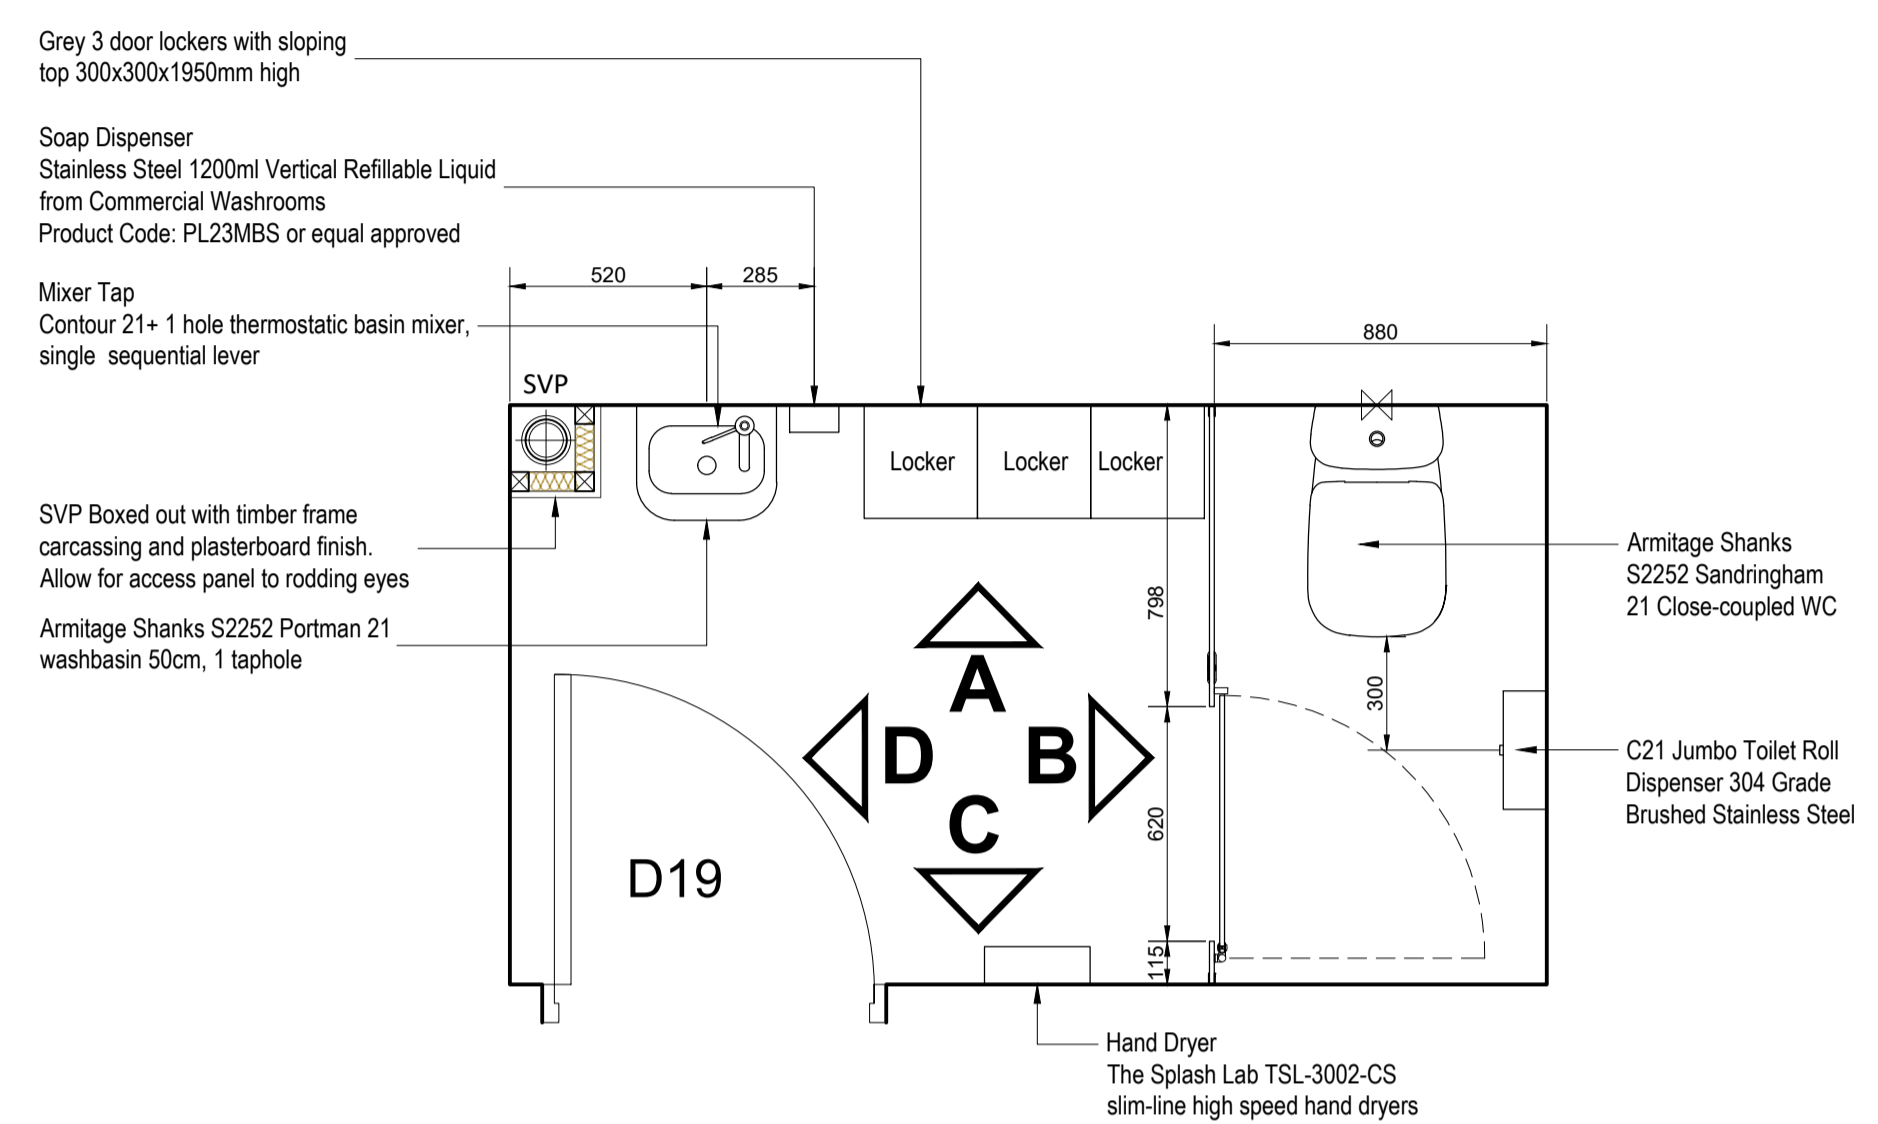 Grey 3 door lockers with sloping
top 300x300x1950mm high
Soap Dispenser
Stainless Steel 1200ml Vertical Refillable Liquid
from Commercial Washrooms
Product Code: PL23MBS or equal approved
520
285
Mixer Tap
Contour 21+ 1 hole thermostatic basin mixer,
single sequential lever
880
SVP
Locker
Locker
Locker
SVP Boxed out with timber frame
carcassing and plasterboard finish.
Allow for access panel to rodding eyes
Armitage Shanks
S2252 Sandringham
21 Close-coupled WC
798
Armitage Shanks S2252 Portman 21
washbasin 50cm, 1 taphole
A
300
D
B
C21 Jumbo Toilet Roll
Dispenser 304 Grade
Brushed Stainless Steel
C
620
D19
115
Hand Dryer
The Splash Lab TSL-3002-CS
slim-line high speed hand dryers